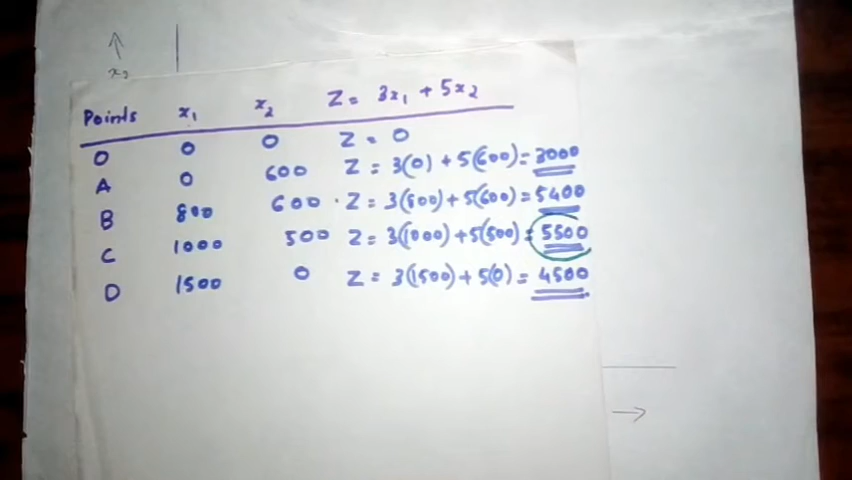 x₂
Points x₁ x₂ Z = 3x₁ + 5x₂
O 0 0 Z = 0
A 0 600 Z = 3(0) + 5(600) = 3000
B 800 600 Z = 3(800) + 5(600) = 5400
C 1000 500 Z = 3(1000) + 5(500) = 5500
D 1500 0 Z = 3(1500) + 5(0) = 4500